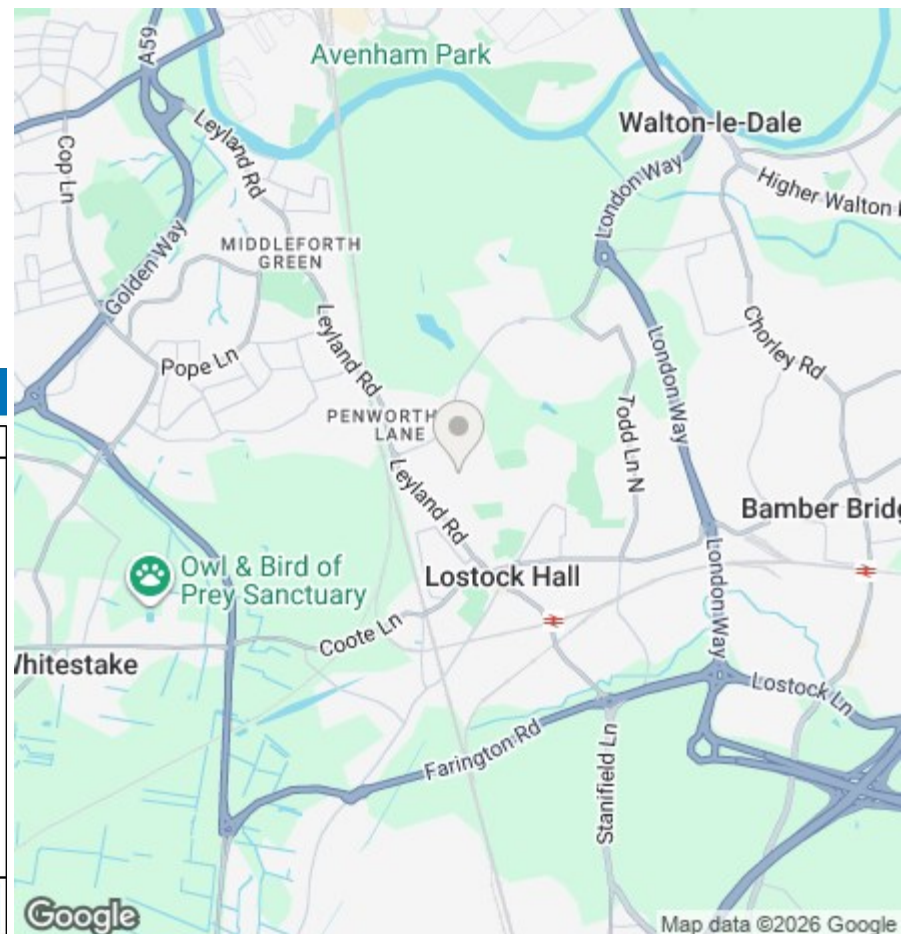 A59
Avenham Park
Walton-le-Dale
Leyland Rd
Cop Ln
London Way
Higher Walton
MIDDLEFORTH
GREEN
Golden Way
Leyland Rd
London Way
Chorley Rd
Pope Ln
PENWORTH
LANE
Todd Ln N
Leyland Rd
Bamber Bridg
Owl & Bird of
Prey Sanctuary
Lostock Hall
London Way
Coote Ln
Whitestake
Lostock Ln
Farington Rd
Stanifield Ln
Google
Map data ©2026 Google